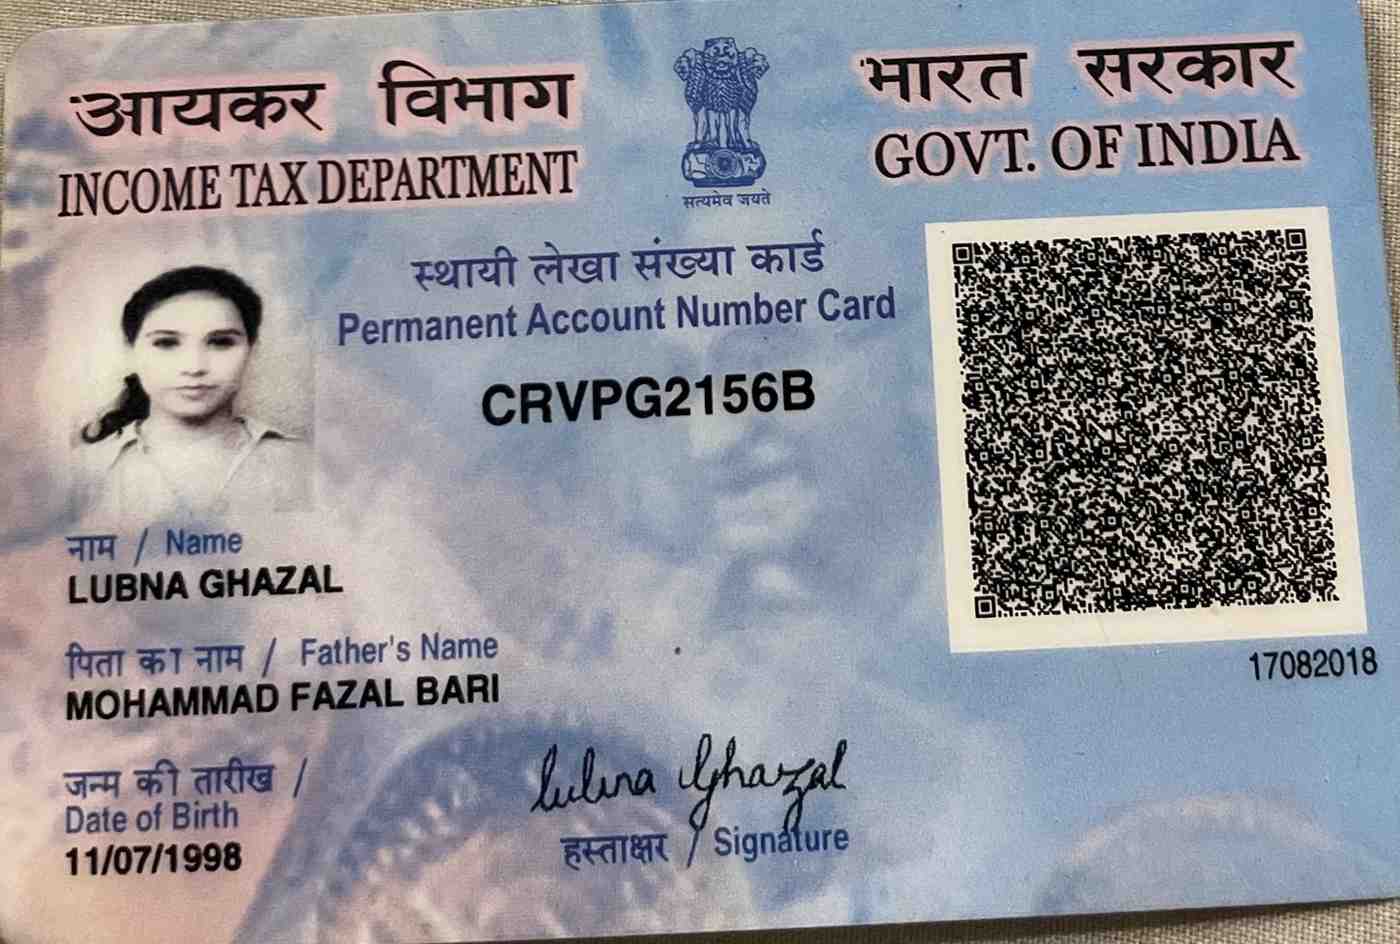 आयकर विभाग
INCOME TAX DEPARTMENT
सत्यमेव जयते
भारत सरकार
GOVT. OF INDIA
स्थायी लेखा संख्या कार्ड
Permanent Account Number Card
CRVPG2156B
नाम / Name
LUBNA GHAZAL
पिता का नाम / Father's Name
MOHAMMAD FAZAL BARI
जन्म की तारीख /
Date of Birth
11/07/1998
Lubna Ghazal
हस्ताक्षर / Signature
17082018